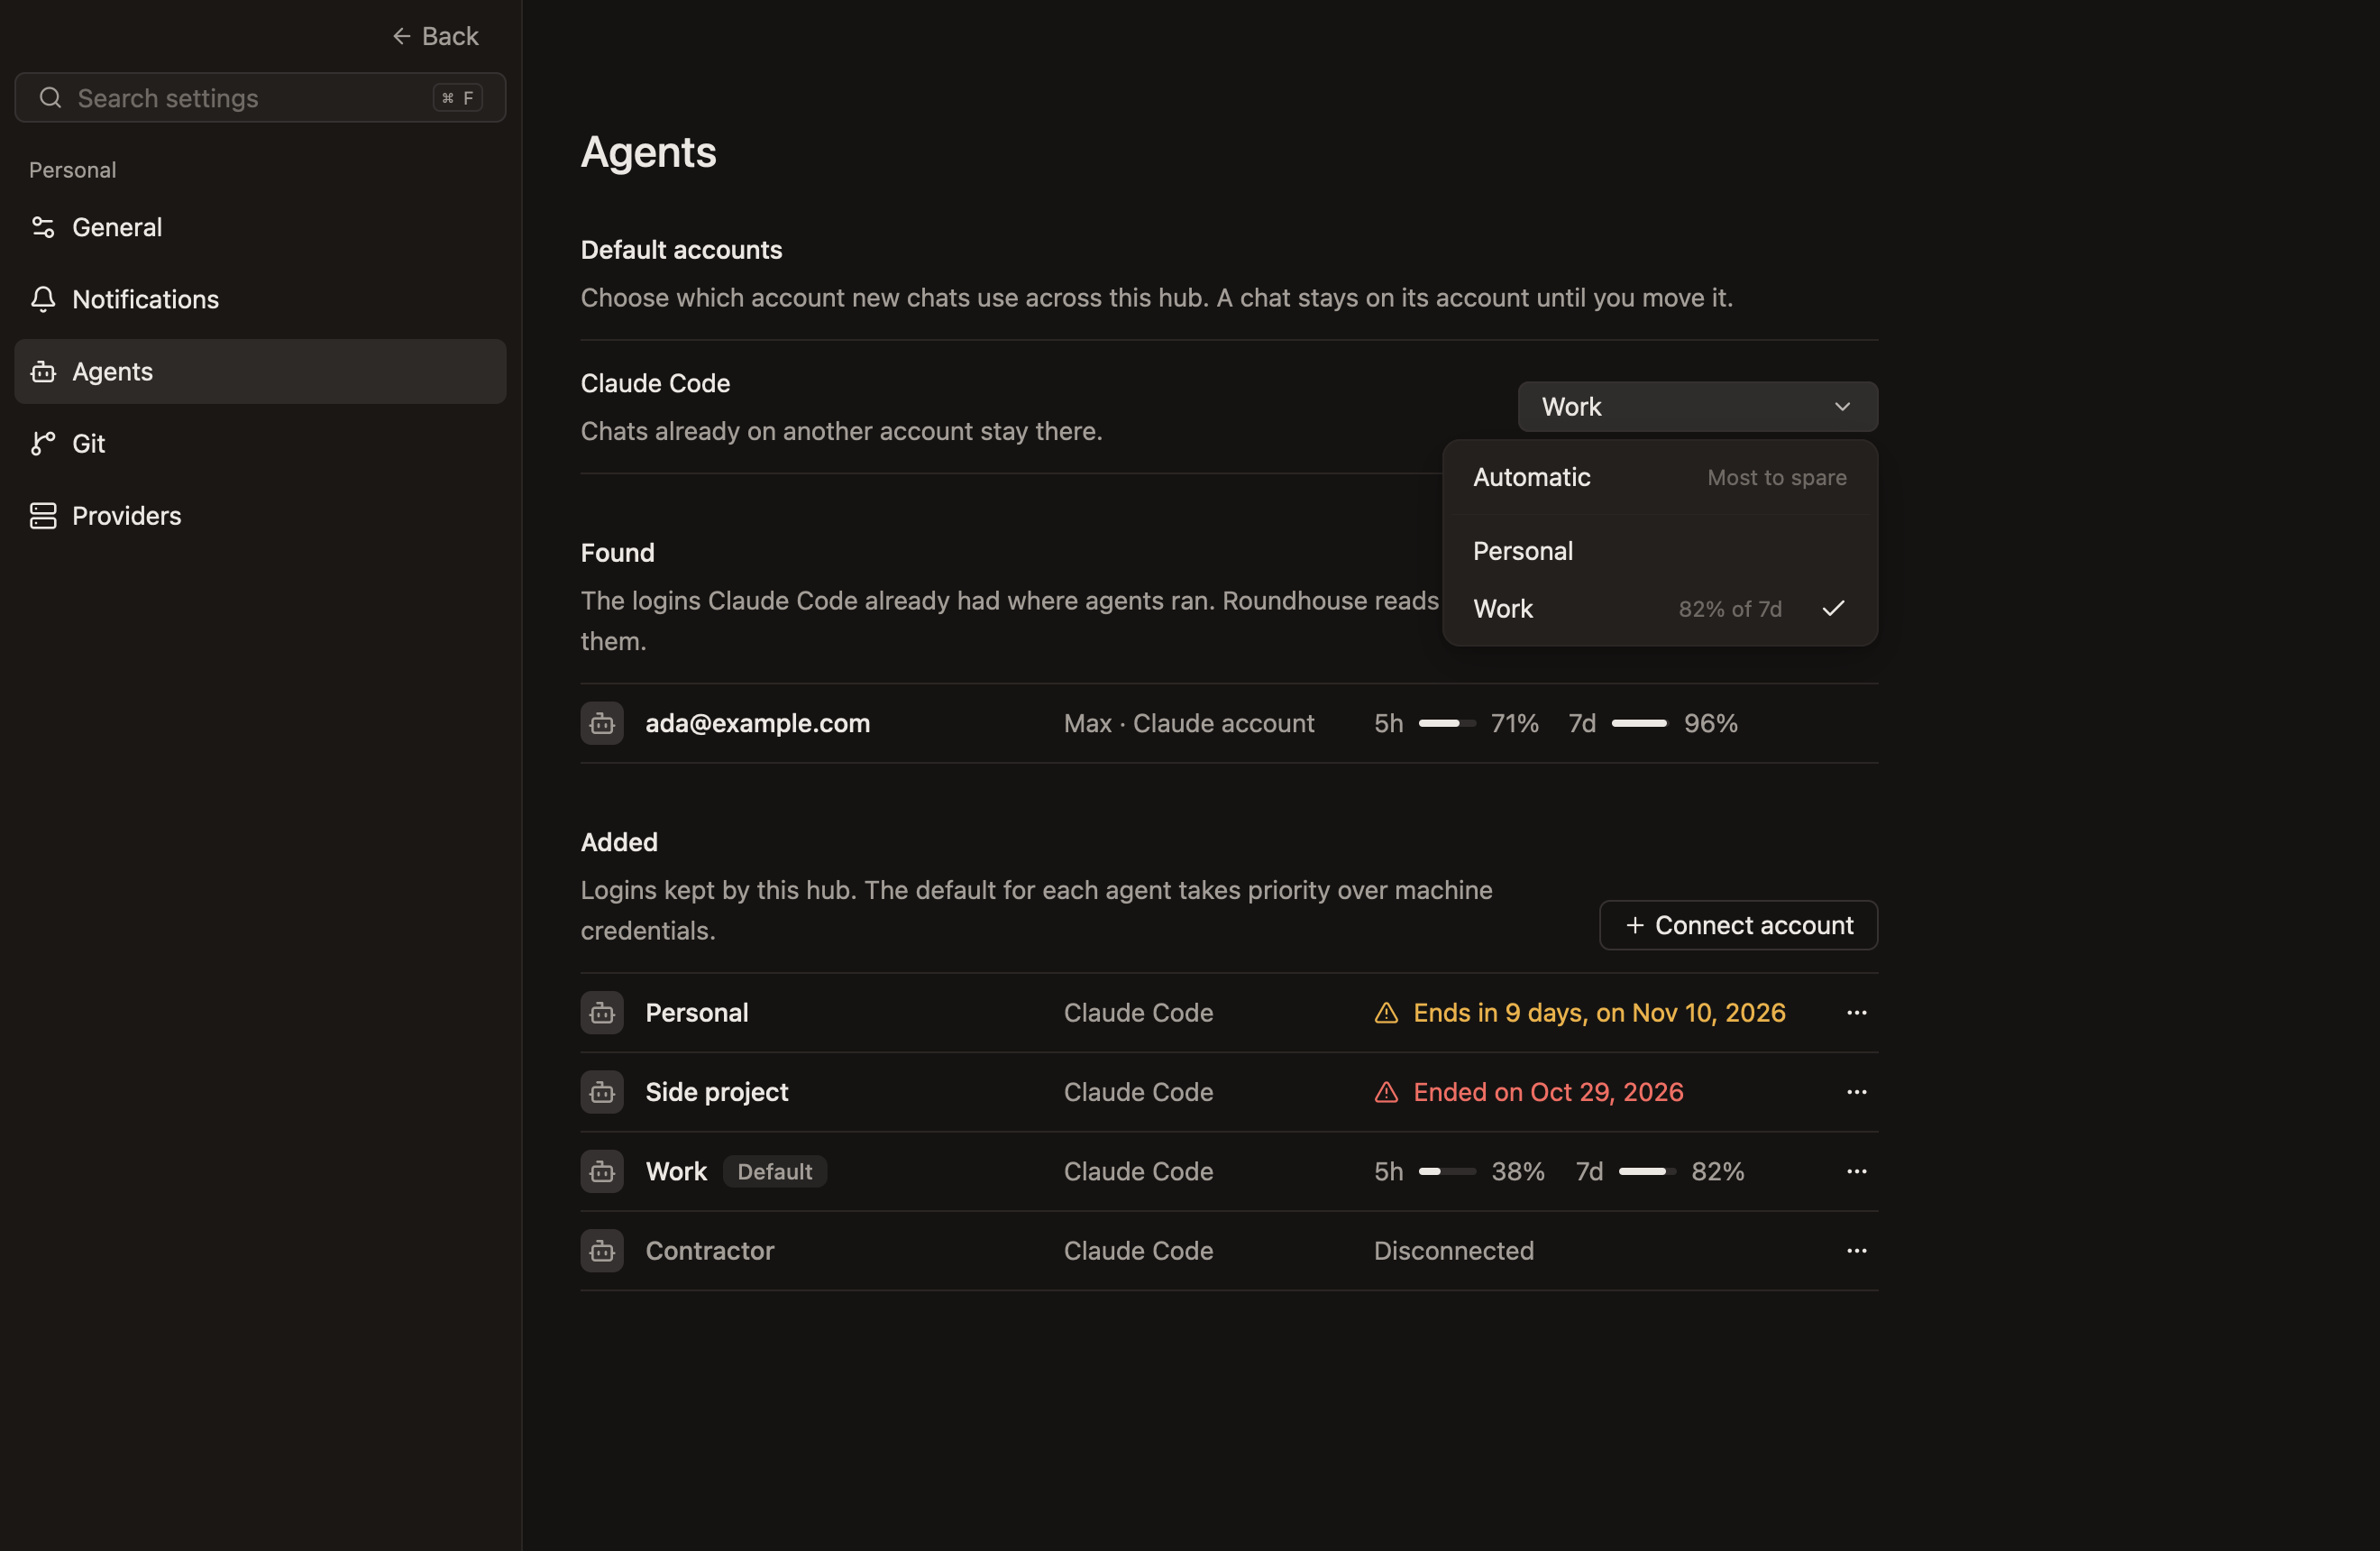 Back
Search settings
⌘ F
Personal
General
Notifications
Agents
Git
Providers
Agents
Default accounts
Choose which account new chats use across this hub. A chat stays on its account until you move it.
Claude Code
Chats already on another account stay there.
Work
Automatic Most to spare
Personal
Work 82% of 7d
Found
The logins Claude Code already had where agents ran. Roundhouse reads
them.
ada@example.com Max · Claude account 5h 71% 7d 96%
Added
Logins kept by this hub. The default for each agent takes priority over machine
credentials.
+ Connect account
Personal Claude Code Ends in 9 days, on Nov 10, 2026
Side project Claude Code Ended on Oct 29, 2026
Work Default Claude Code 5h 38% 7d 82%
Contractor Claude Code Disconnected